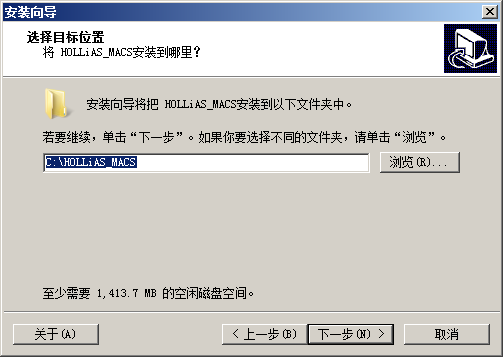 安装向导
选择目标位置
将 HOLLiAS_MACS安装到哪里？
安装向导将把 HOLLiAS_MACS安装到以下文件夹中。
若要继续，单击“下一步”。如果你要选择不同的文件夹，请单击“浏览”。
C:\HOLLiAS_MACS
浏览(R)...
至少需要 1,413.7 MB 的空闲磁盘空间。
关于(A)
< 上一步(B) 下一步(N) > 取消